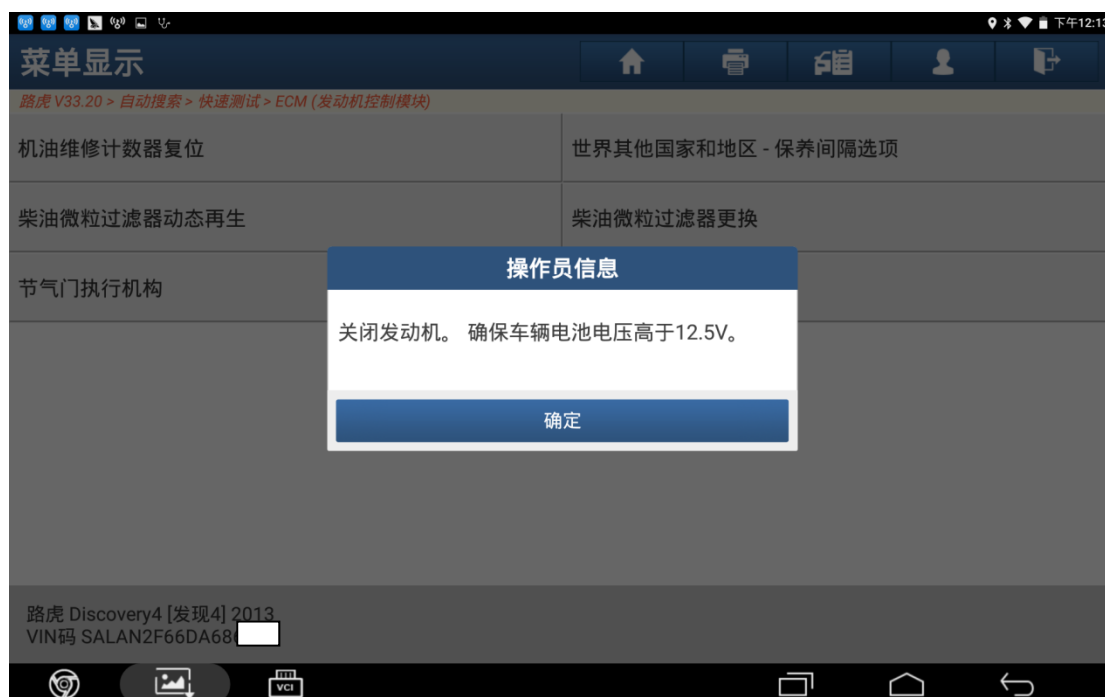 下午12:13
菜单显示
路虎 V33.20 > 自动搜索 > 快速测试 > ECM (发动机控制模块)
机油维修计数器复位
世界其他国家和地区 - 保养间隔选项
柴油微粒过滤器动态再生
柴油微粒过滤器更换
节气门执行机构
操作员信息
关闭发动机。 确保车辆电池电压高于12.5V。
确定
路虎 Discovery4 [发现4] 2013
VIN码 SALAN2F66DA68
VCI